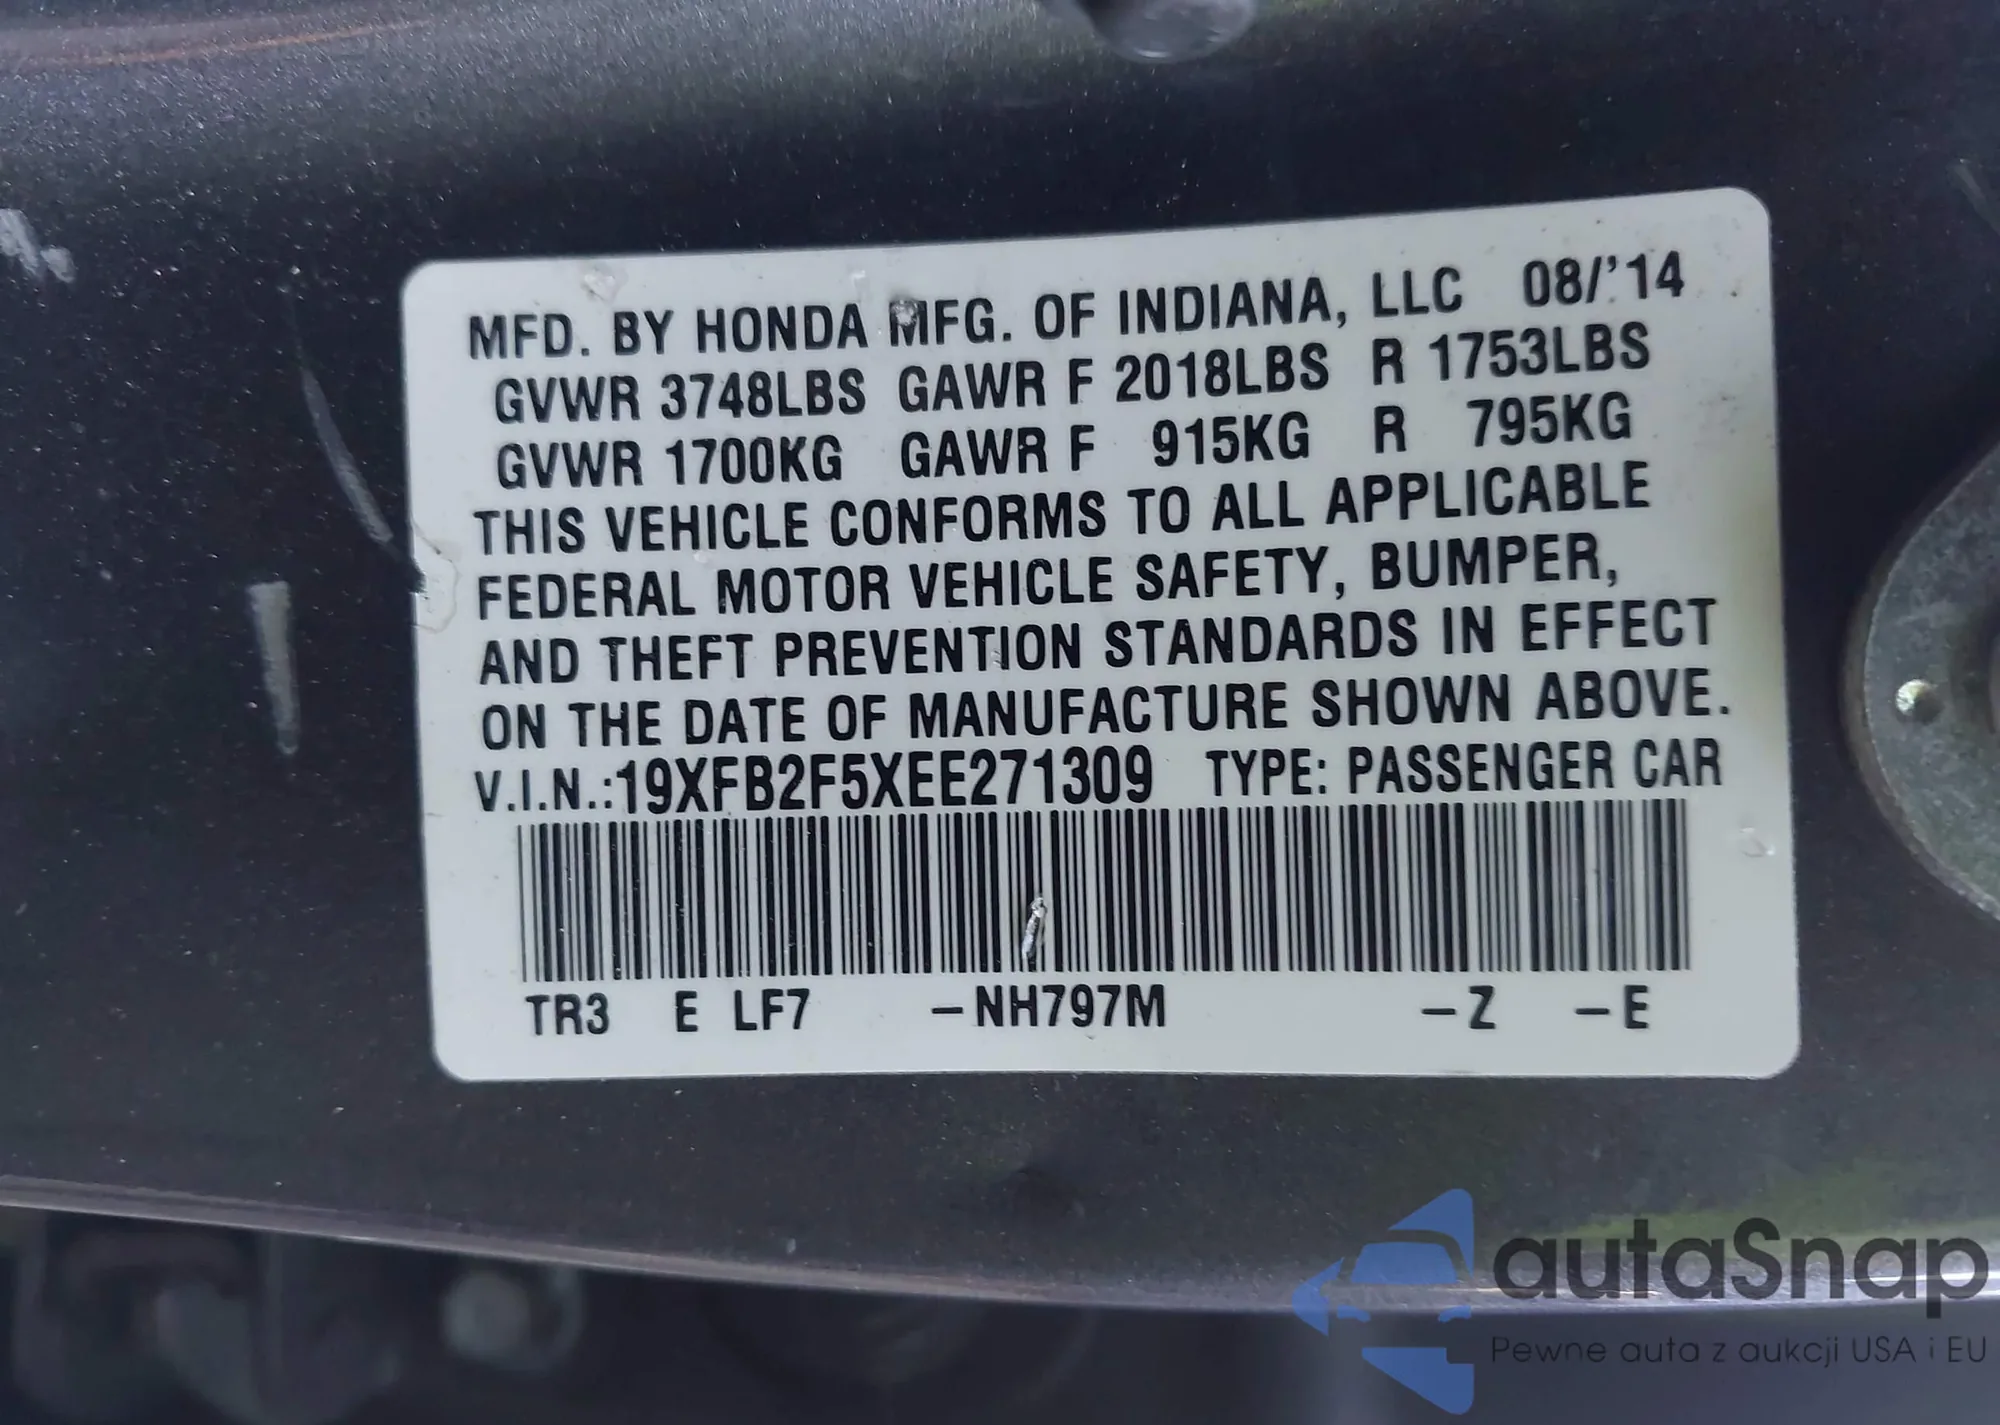 MFD. BY HONDA MFG. OF INDIANA, LLC 08/'14
GVWR 3748LBS GAWR F 2018LBS R 1753LBS
GVWR 1700KG GAWR F 915KG R 795KG
THIS VEHICLE CONFORMS TO ALL APPLICABLE
FEDERAL MOTOR VEHICLE SAFETY, BUMPER,
AND THEFT PREVENTION STANDARDS IN EFFECT
ON THE DATE OF MANUFACTURE SHOWN ABOVE.
V.I.N.:19XFB2F5XEE271309 TYPE: PASSENGER CAR
TR3 E LF7 –NH797M –Z –E
autaSnap
Pewne auta z aukcji USA i EU